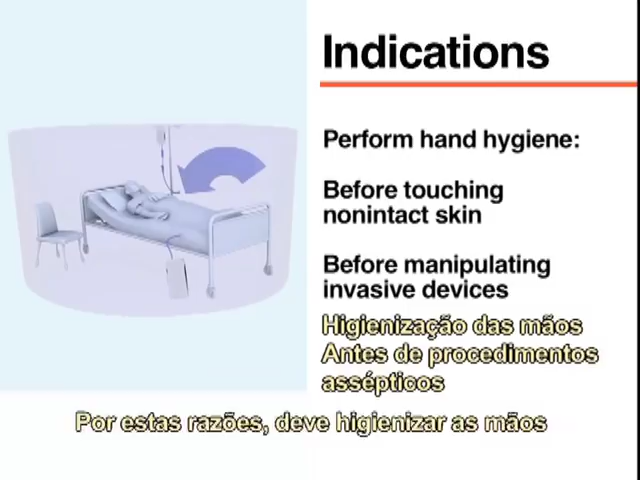 Indications
Perform hand hygiene:
Before touching
nonintact skin
Before manipulating
invasive devices
Higienização das mãos
Antes de procedimentos
assépticos
Por estas razões, deve higienizar as mãos